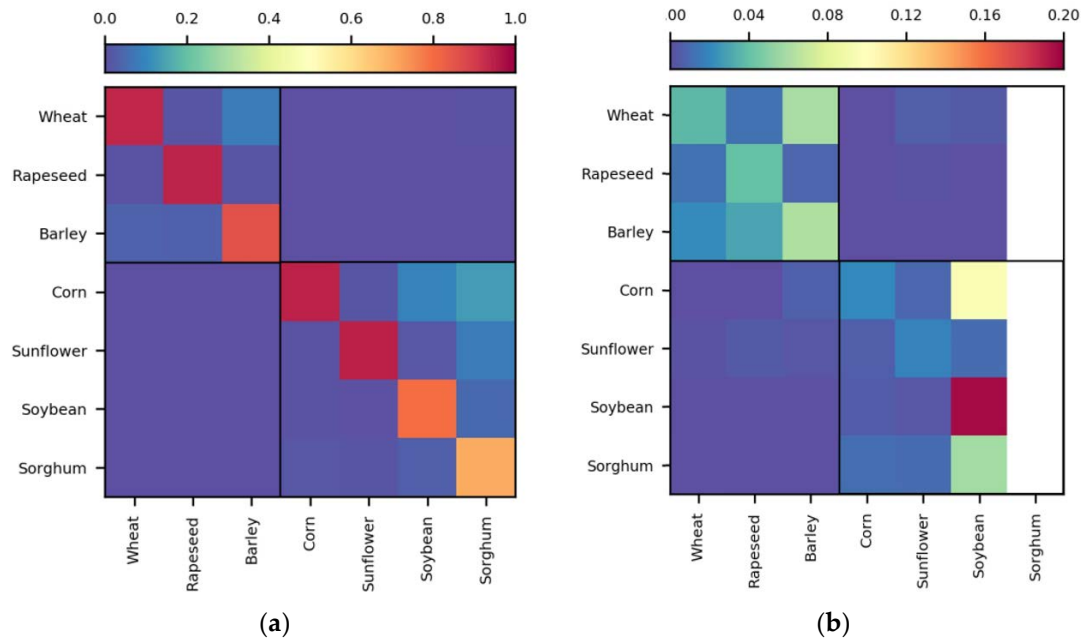 0.0 0.2 0.4 0.6 0.8 1.0
Wheat
Rapeseed
Barley
Corn
Sunflower
Soybean
Sorghum
Wheat
Rapeseed
Barley
Corn
Sunflower
Soybean
Sorghum
(a)
.00 0.04 0.08 0.12 0.16 0.20
Wheat
Rapeseed
Barley
Corn
Sunflower
Soybean
Sorghum
Wheat
Rapeseed
Barley
Corn
Sunflower
Soybean
Sorghum
(b)